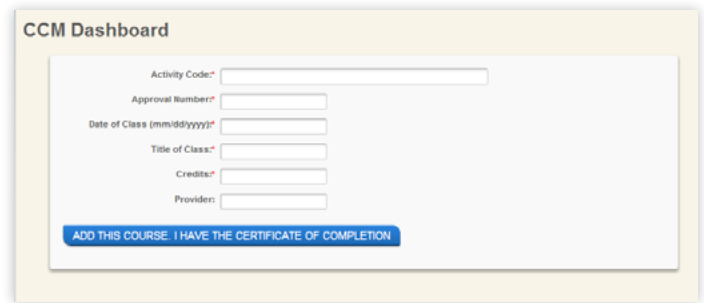 CCM Dashboard
Activity Code:*
Approval Number:*
Date of Class (mm/dd/yyyy):*
Title of Class:*
Credits:*
Provider:
ADD THIS COURSE. I HAVE THE CERTIFICATE OF COMPLETION